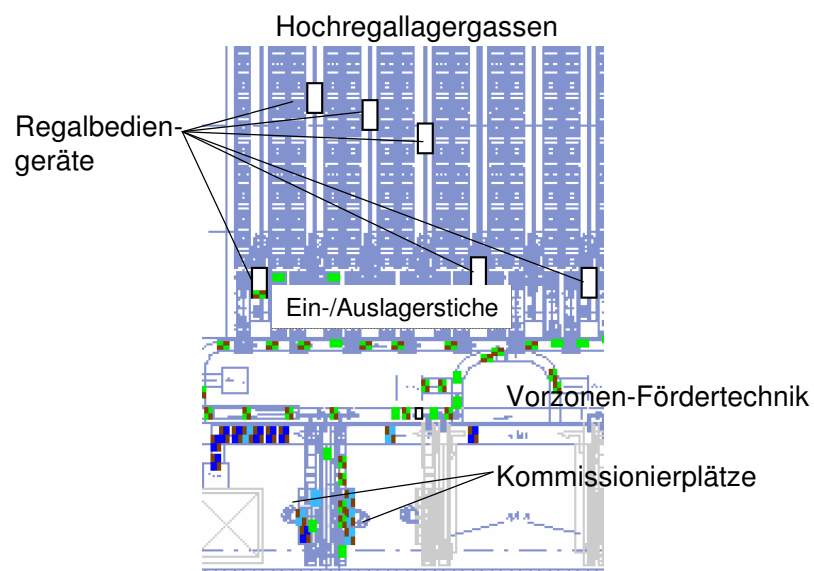 Hochregallagergassen
Regalbedien-
geräte
Ein-/Auslagerstiche
Vorzonen-Fördertechnik
Kommissionierplätze